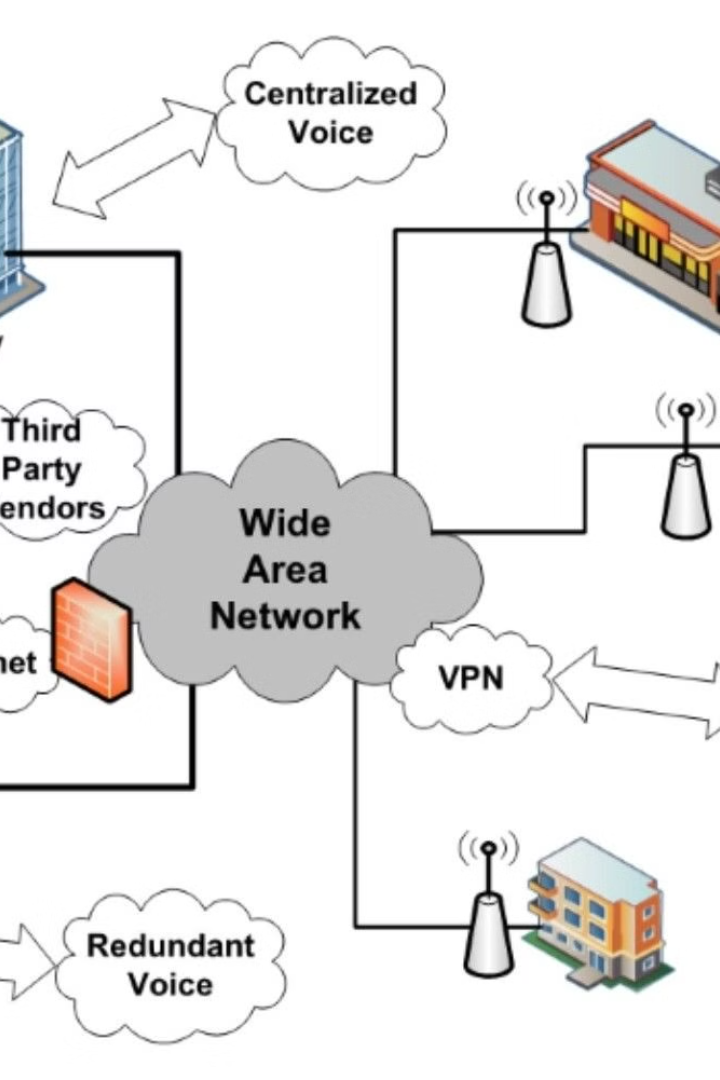 Centralized
Voice
Third
Party
endors
Wide
Area
Network
net
VPN
Redundant
Voice